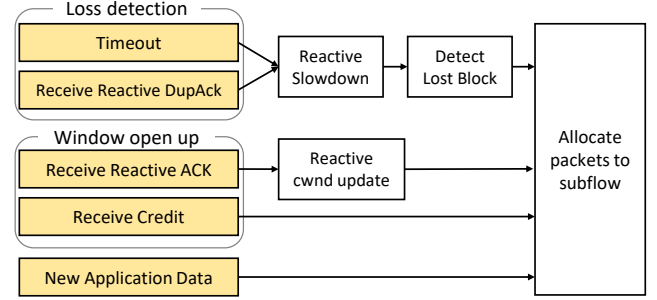 Loss detection
Timeout
Receive Reactive DupAck
Reactive
Slowdown
Detect
Lost Block
Window open up
Receive Reactive ACK
Reactive
cwnd update
Receive Credit
New Application Data
Allocate
packets to
subflow